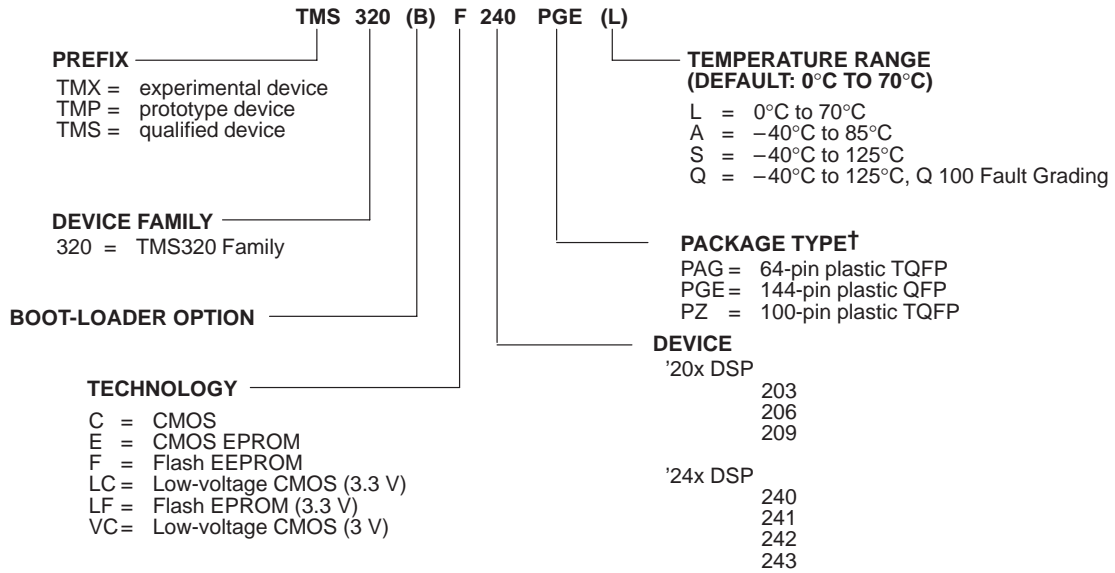 TMS 320 (B) F 240 PGE (L)
PREFIX
TMX = experimental device
TMP = prototype device
TMS = qualified device
DEVICE FAMILY
320 = TMS320 Family
BOOT-LOADER OPTION
TECHNOLOGY
C = CMOS
E = CMOS EPROM
F = Flash EEPROM
LC = Low-voltage CMOS (3.3 V)
LF = Flash EPROM (3.3 V)
VC = Low-voltage CMOS (3 V)
TEMPERATURE RANGE
(DEFAULT: 0°C TO 70°C)
L = 0°C to 70°C
A = –40°C to 85°C
S = –40°C to 125°C
Q = –40°C to 125°C, Q 100 Fault Grading
PACKAGE TYPE†
PAG = 64-pin plastic TQFP
PGE = 144-pin plastic QFP
PZ = 100-pin plastic TQFP
DEVICE
'20x DSP
203
206
209
'24x DSP
240
241
242
243